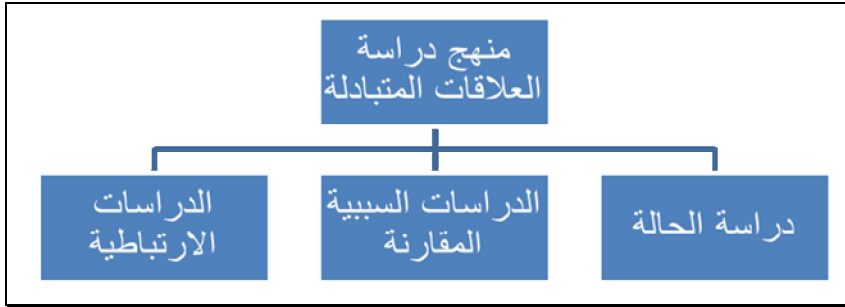 منهج دراسة
العلاقات المتبادلة
دراسة الحالة
الدراسات السببية
المقارنة
الدراسات
الارتباطية